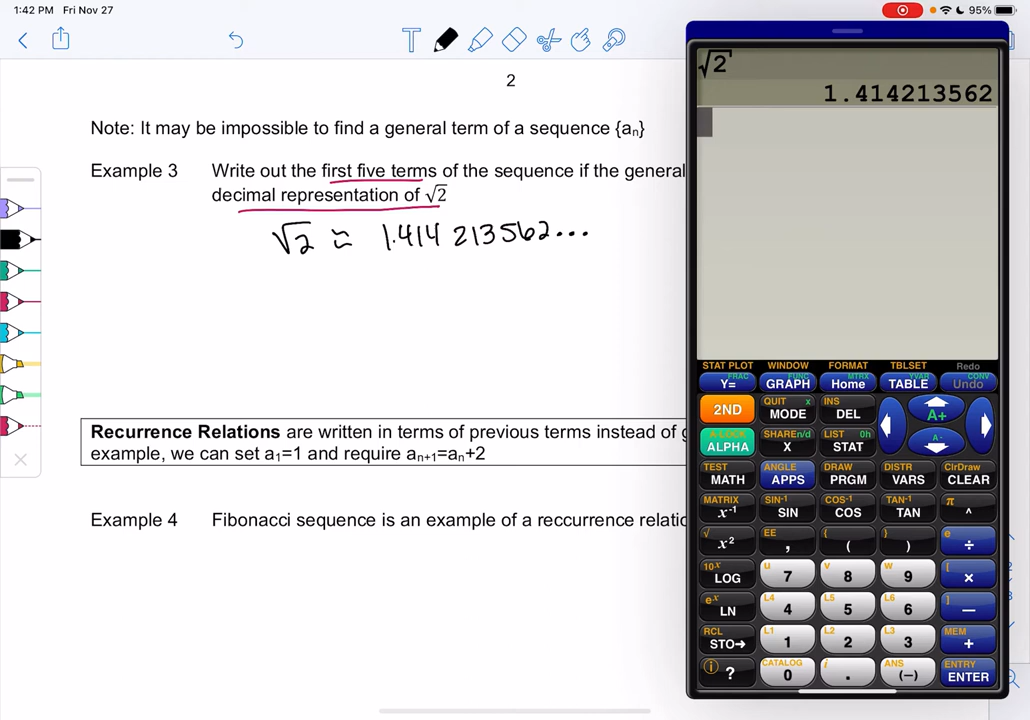 1:42 PM Fri Nov 27
95%
T
2
Note: It may be impossible to find a general term of a sequence {aₙ}
Example 3 Write out the first five terms of the sequence if the general
decimal representation of √2
√2 ≈ 1.414 213562...
Recurrence Relations are written in terms of previous terms instead of g
example, we can set a₁=1 and require aₙ₊₁=aₙ+2
Example 4 Fibonacci sequence is an example of a reccurrence relatio
√2
1.414213562
STAT PLOT WINDOW FORMAT TBLSET Redo
Y= GRAPH Home TABLE Undo
QUIT x INS
2ND MODE DEL A+
A-LOCK SHARE n/d LIST 0h A-
ALPHA X STAT
TEST ANGLE DRAW DISTR ClrDraw
MATH APPS PRGM VARS CLEAR
MATRIX SIN⁻¹ COS⁻¹ TAN⁻¹ π
x⁻¹ SIN COS TAN ^
√ EE { } e
x² , ( ) ÷
10ˣ u v w [
LOG 7 8 9 ×
eˣ L4 L5 L6 ]
LN 4 5 6 —
RCL L1 L2 L3 MEM
STO→ 1 2 3 +
CATALOG i ANS ENTRY
? 0 . (−) ENTER